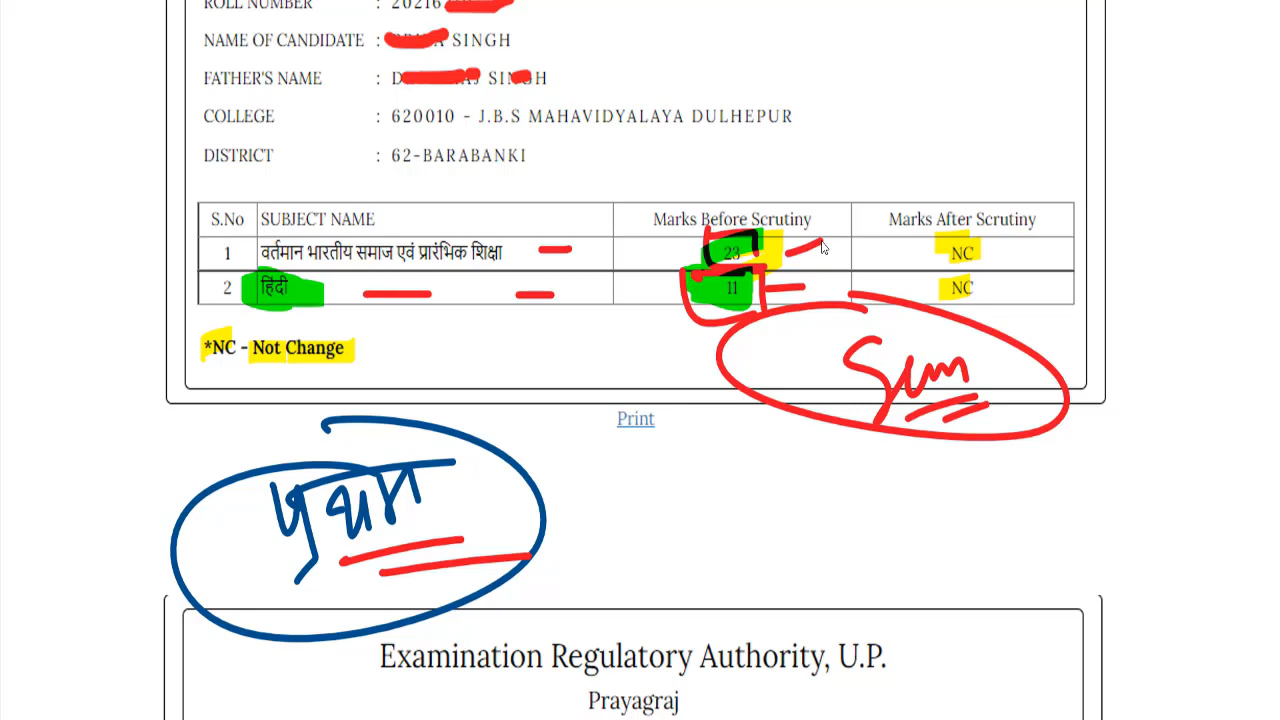 ROLL NUMBER : 20216
NAME OF CANDIDATE : SINGH
FATHER'S NAME : SINGH
COLLEGE : 620010 - J.B.S MAHAVIDYALAYA DULHEPUR
DISTRICT : 62-BARABANKI
S.No SUBJECT NAME Marks Before Scrutiny Marks After Scrutiny
1 वर्तमान भारतीय समाज एवं प्रारंभिक शिक्षा 23 NC
2 हिंदी 11 NC
*NC - Not Change
Print
प्रथम
Examination Regulatory Authority, U.P.
Prayagraj